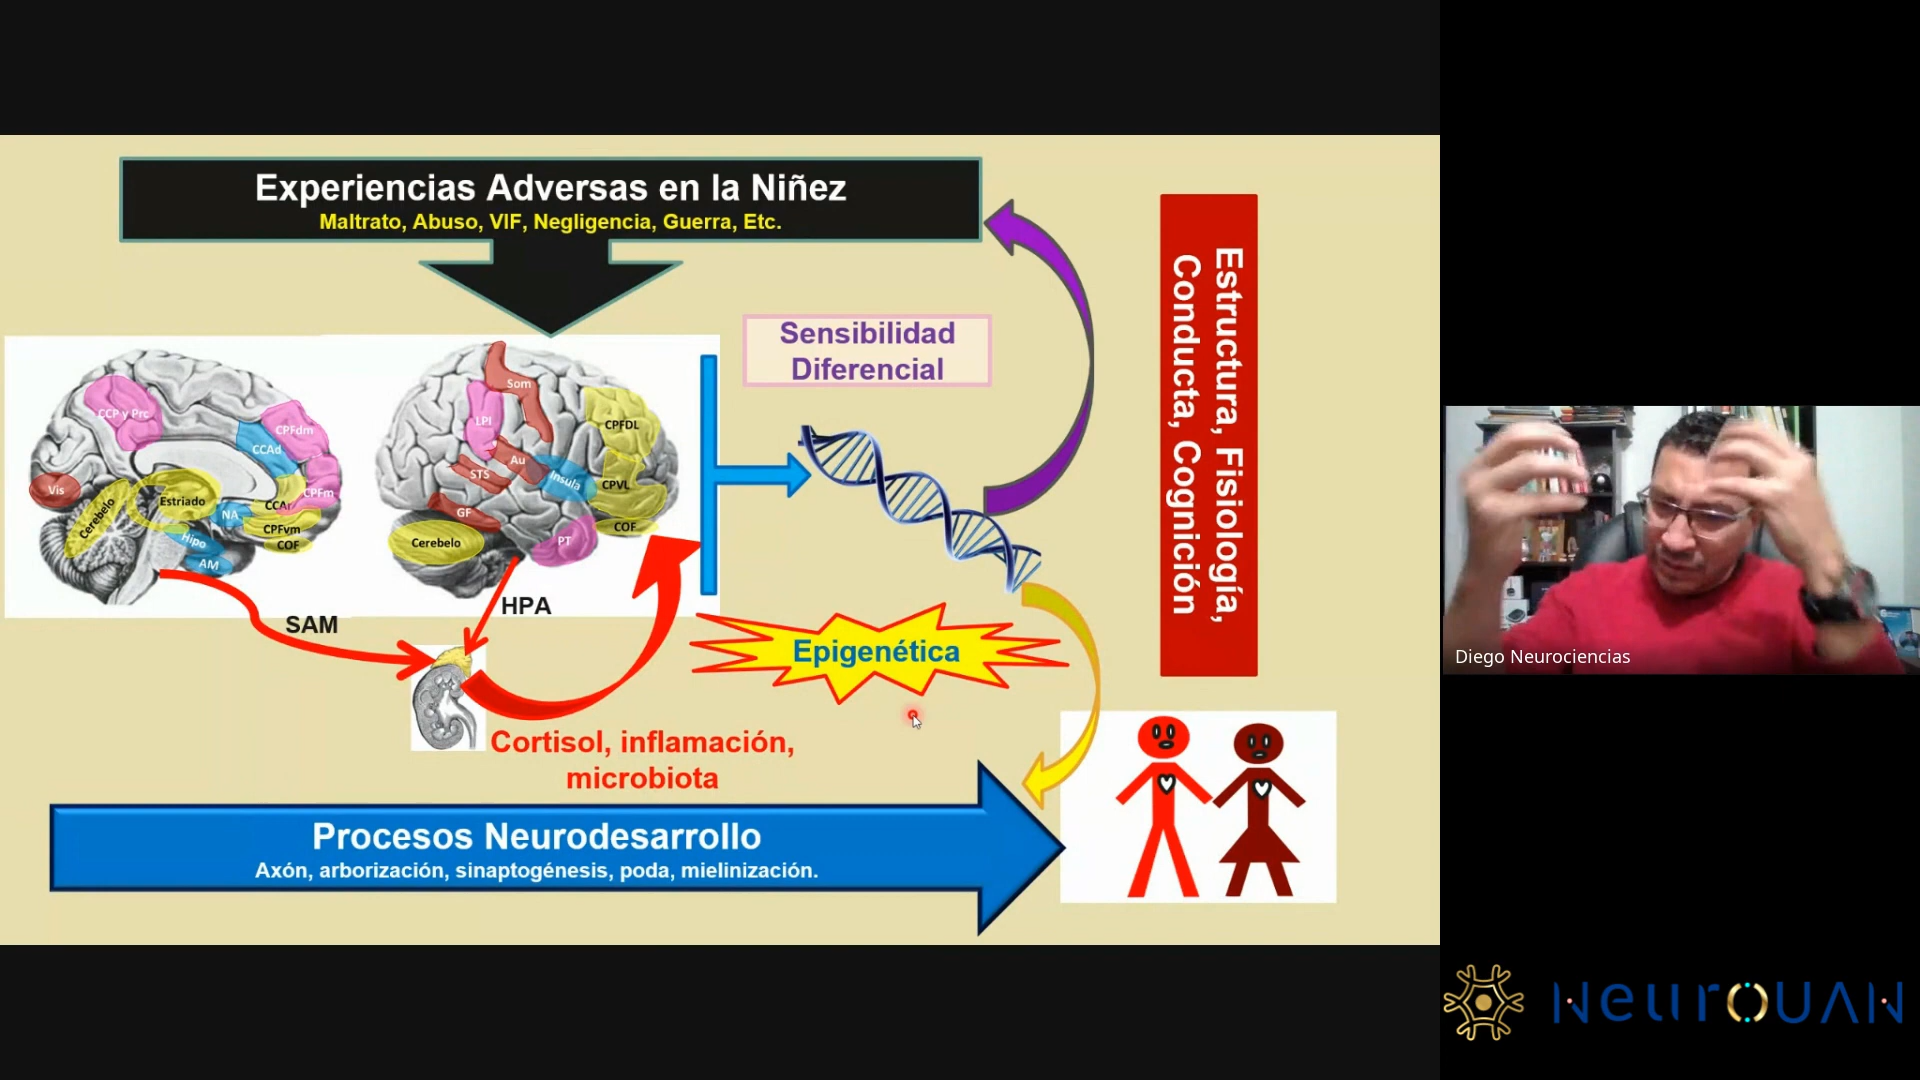 Experiencias Adversas en la Niñez
Maltrato, Abuso, VIF, Negligencia, Guerra, Etc.
Sensibilidad
Diferencial
Estructura, Fisiología,
Conducta, Cognición
CCP y Prc
CPFdm
CCAd
Vis
Cerebelo
Estriado
NA
CCAr
CPFm
CPFvm
COF
Hipo
AM
Som
LPI
CPFDL
Au
STS
Insula
CPVL
GF
COF
Cerebelo
PT
SAM
HPA
Epigenética
Cortisol, inflamación,
microbiota
Procesos Neurodesarrollo
Axón, arborización, sinaptogénesis, poda, mielinización.
Diego Neurociencias
NeurOUAN